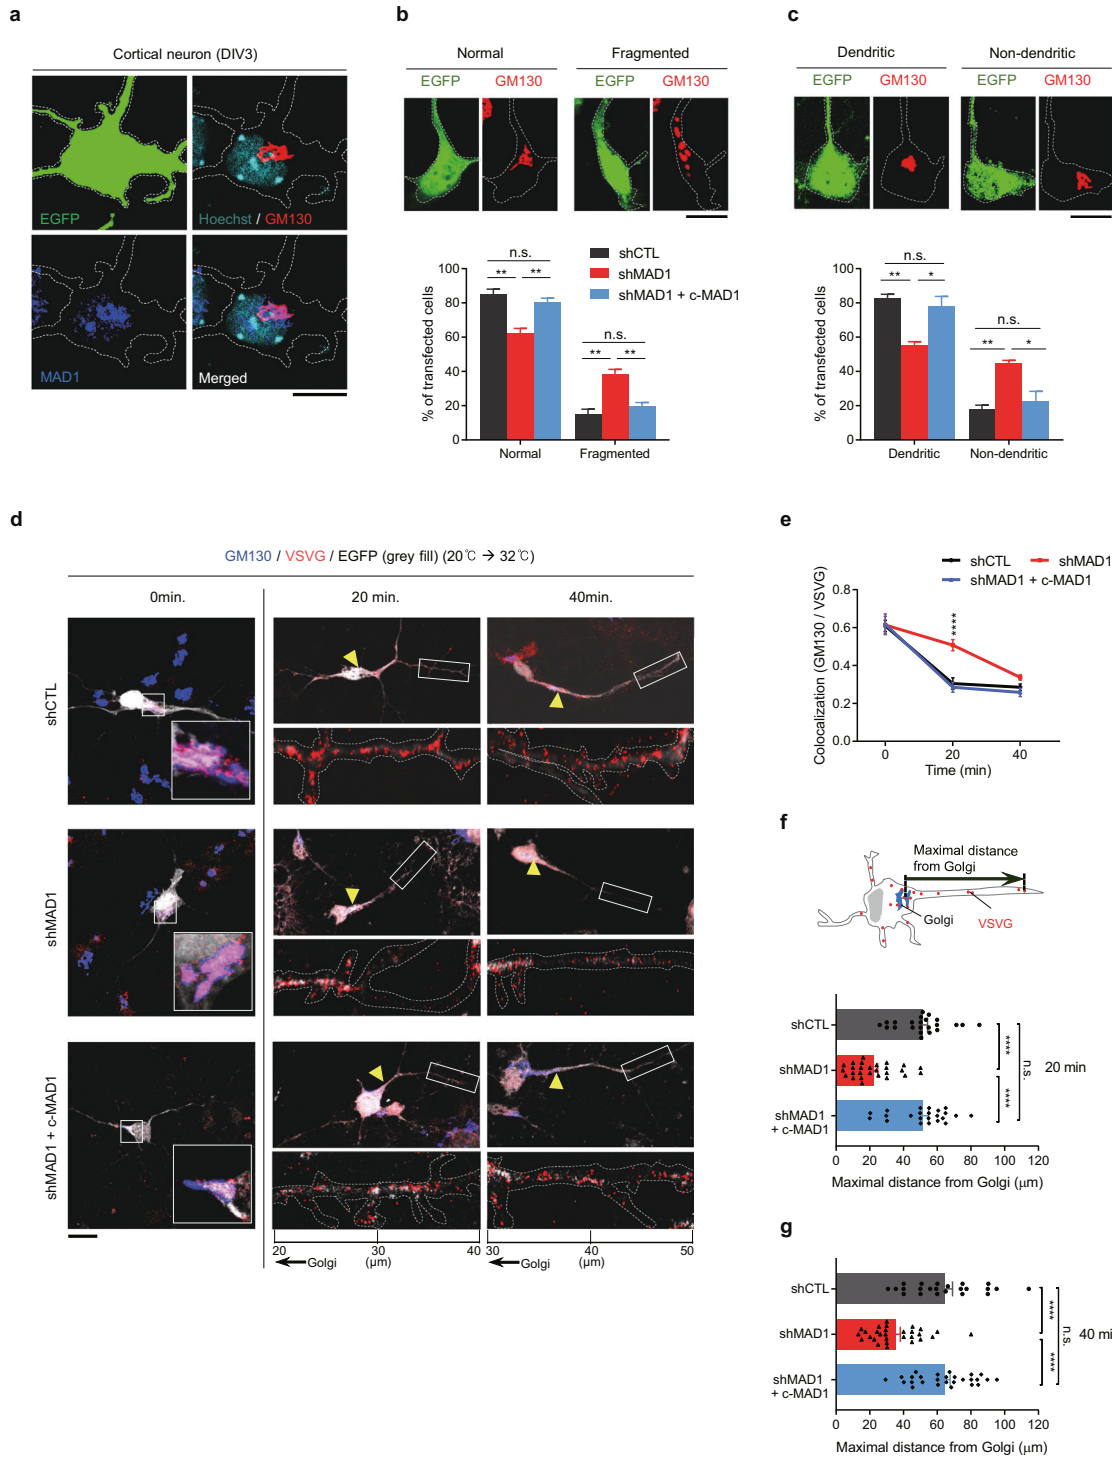 a
Cortical neuron (DIV3)
EGFP
Hoechst / GM130
MAD1
Merged
b
Normal
Fragmented
EGFP
GM130
EGFP
GM130
shCTL
shMAD1
shMAD1 + c-MAD1
% of transfected cells
100
80
60
40
20
0
n.s.
**
**
n.s.
**
**
Normal
Fragmented
c
Dendritic
Non-dendritic
EGFP
GM130
EGFP
GM130
% of transfected cells
100
80
60
40
20
0
n.s.
**
*
n.s.
**
*
Dendritic
Non-dendritic
d
GM130 / VSVG / EGFP (grey fill) (20℃ → 32℃)
0min.
20 min.
40min.
shCTL
shMAD1
shMAD1 + c-MAD1
20
30
40
30
40
50
Golgi
(µm)
Golgi
(µm)
e
shCTL
shMAD1
shMAD1 + c-MAD1
Colocalization (GM130 / VSVG)
0.8
0.6
0.4
0.2
0.0
****
0
20
40
Time (min)
f
Maximal distance
from Golgi
Golgi
VSVG
shCTL
shMAD1
shMAD1
+ c-MAD1
****
****
n.s.
20 min
0
20
40
60
80
100
120
Maximal distance from Golgi (µm)
g
shCTL
shMAD1
shMAD1
+ c-MAD1
****
****
n.s.
40 mi
0
20
40
60
80
100
120
Maximal distance from Golgi (µm)